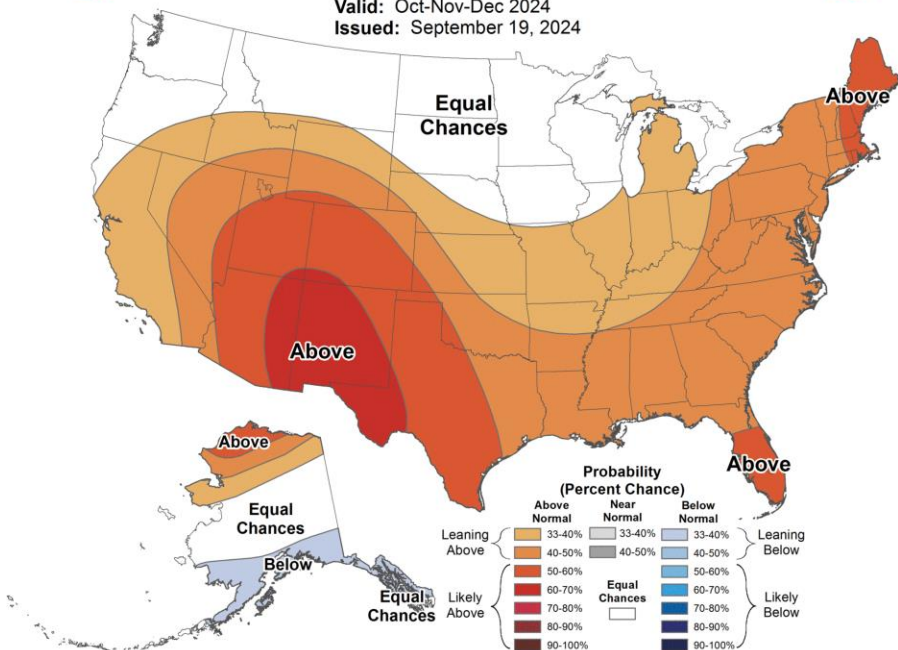 Valid: Oct-Nov-Dec 2024
Issued: September 19, 2024
Equal
Chances
Above
Above
Above
Above
Equal
Chances
Below
Equal
Chances
Probability
(Percent Chance)
Above
Normal
Near
Normal
Below
Normal
Leaning
Above
33-40%
33-40%
33-40%
Leaning
Below
40-50%
40-50%
40-50%
Likely
Above
50-60%
60-70%
70-80%
80-90%
90-100%
Equal
Chances
50-60%
60-70%
70-80%
80-90%
90-100%
Likely
Below